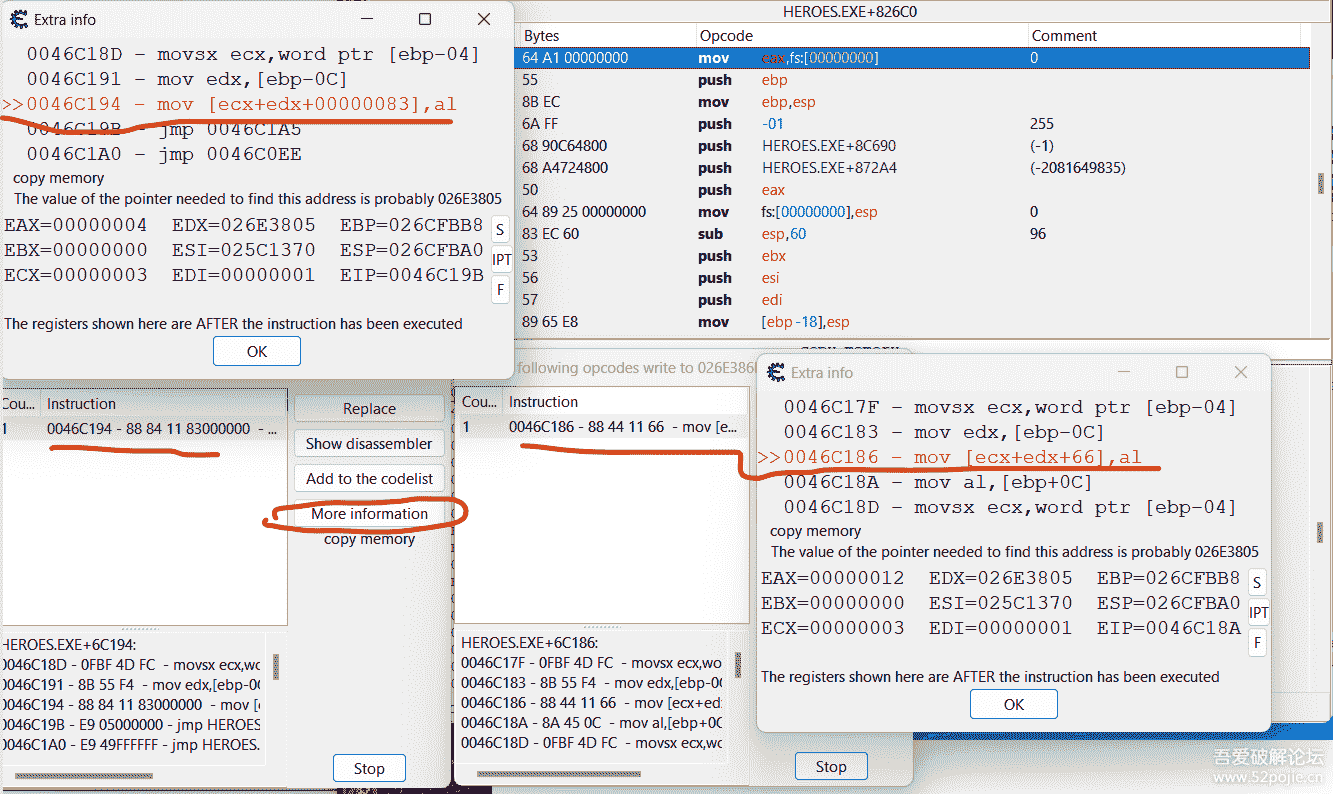 Extra info
0046C18D - movsx ecx,word ptr [ebp-04]
0046C191 - mov edx,[ebp-0C]
>>0046C194 - mov [ecx+edx+00000083],al
0046C19B - jmp 0046C1A5
0046C1A0 - jmp 0046C0EE
copy memory
The value of the pointer needed to find this address is probably 026E3805
EAX=00000004 EDX=026E3805 EBP=026CFBB8
EBX=00000000 ESI=025C1370 ESP=026CFBA0
ECX=00000003 EDI=00000001 EIP=0046C19B
S
IPT
F
The registers shown here are AFTER the instruction has been executed
OK
HEROES.EXE+826C0
Bytes Opcode Comment
64 A1 00000000 mov eax,fs:[00000000] 0
55 push ebp
8B EC mov ebp,esp
6A FF push -01 255
68 90C64800 push HEROES.EXE+8C690 (-1)
68 A4724800 push HEROES.EXE+872A4 (-2081649835)
50 push eax
64 89 25 00000000 mov fs:[00000000],esp 0
83 EC 60 sub esp,60 96
53 push ebx
56 push esi
57 push edi
89 65 E8 mov [ebp-18],esp
copy memory
Cou... Instruction
1 0046C194 - 88 84 11 83000000 - ...
Replace
Show disassembler
Add to the codelist
More information
copy memory
HEROES.EXE+6C194:
0046C18D - 0FBF 4D FC - movsx ecx,wo
0046C191 - 8B 55 F4 - mov edx,[ebp-0C
0046C194 - 88 84 11 83000000 - mov [e
0046C19B - E9 05000000 - jmp HEROES
0046C1A0 - E9 49FFFFFF - jmp HEROES.
Stop
following opcodes write to 026E386
Cou... Instruction
1 0046C186 - 88 44 11 66 - mov [e...
HEROES.EXE+6C186:
0046C17F - 0FBF 4D FC - movsx ecx,wo
0046C183 - 8B 55 F4 - mov edx,[ebp-0C
0046C186 - 88 44 11 66 - mov [ecx+ed
0046C18A - 8A 45 0C - mov al,[ebp+0C
0046C18D - 0FBF 4D FC - movsx ecx,wo
Stop
Extra info
0046C17F - movsx ecx,word ptr [ebp-04]
0046C183 - mov edx,[ebp-0C]
>>0046C186 - mov [ecx+edx+66],al
0046C18A - mov al,[ebp+0C]
0046C18D - movsx ecx,word ptr [ebp-04]
copy memory
The value of the pointer needed to find this address is probably 026E3805
EAX=00000012 EDX=026E3805 EBP=026CFBB8
EBX=00000000 ESI=025C1370 ESP=026CFBA0
ECX=00000003 EDI=00000001 EIP=0046C18A
S
IPT
F
The registers shown here are AFTER the instruction has been executed
OK
吾爱破解论坛
www.52pojie.cn